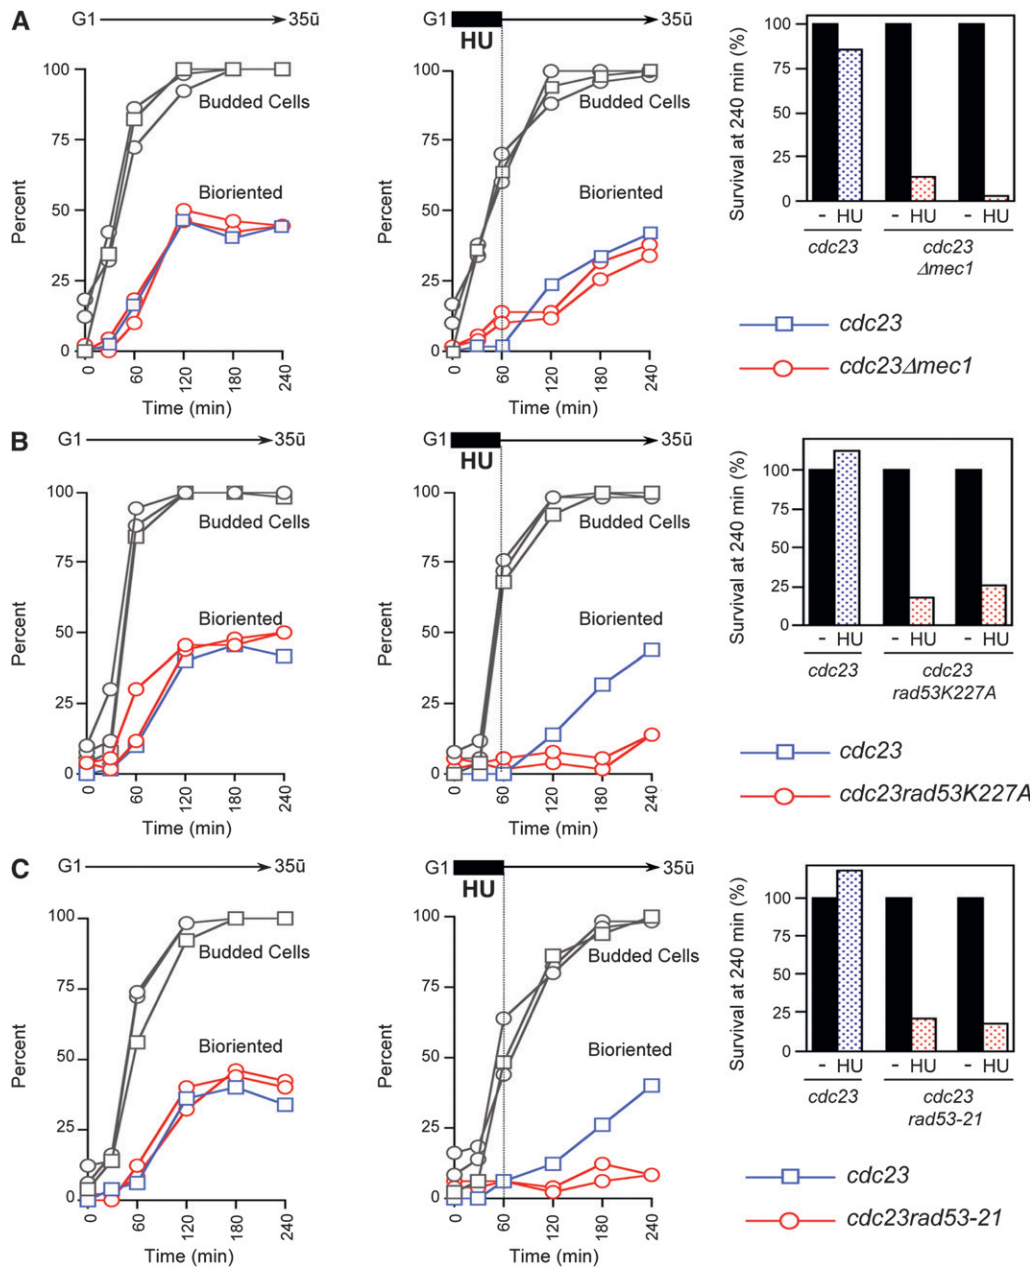 A
G1 35ū
Percent
100
75
50
25
0
Budded Cells
Bioriented
0 60 120 180 240
Time (min)
G1 HU 35ū
Percent
100
75
50
25
0
Budded Cells
Bioriented
0 60 120 180 240
Time (min)
Survival at 240 min (%)
100
75
50
25
0
- HU - HU - HU
cdc23 cdc23
Δmec1
cdc23
cdc23Δmec1
B
G1 35ū
Percent
100
75
50
25
0
Budded Cells
Bioriented
0 60 120 180 240
Time (min)
G1 HU 35ū
Percent
100
75
50
25
0
Budded Cells
Bioriented
0 60 120 180 240
Time (min)
Survival at 240 min (%)
100
75
50
25
0
- HU - HU - HU
cdc23 cdc23
rad53K227A
cdc23
cdc23rad53K227A
C
G1 35ū
Percent
100
75
50
25
0
Budded Cells
Bioriented
0 60 120 180 240
Time (min)
G1 HU 35ū
Percent
100
75
50
25
0
Budded Cells
Bioriented
0 60 120 180 240
Time (min)
Survival at 240 min (%)
100
75
50
25
0
- HU - HU - HU
cdc23 cdc23
rad53-21
cdc23
cdc23rad53-21